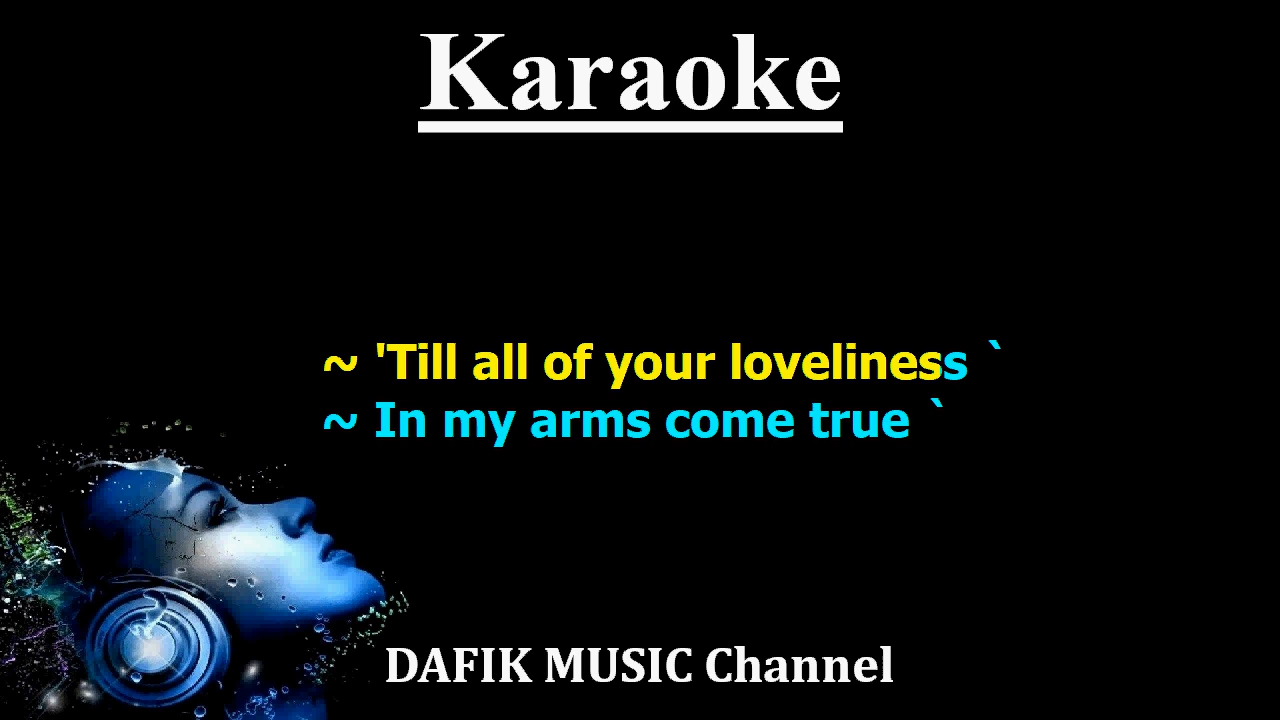 Karaoke
~ 'Till all of your loveliness `
~ In my arms come true `
DAFIK MUSIC Channel